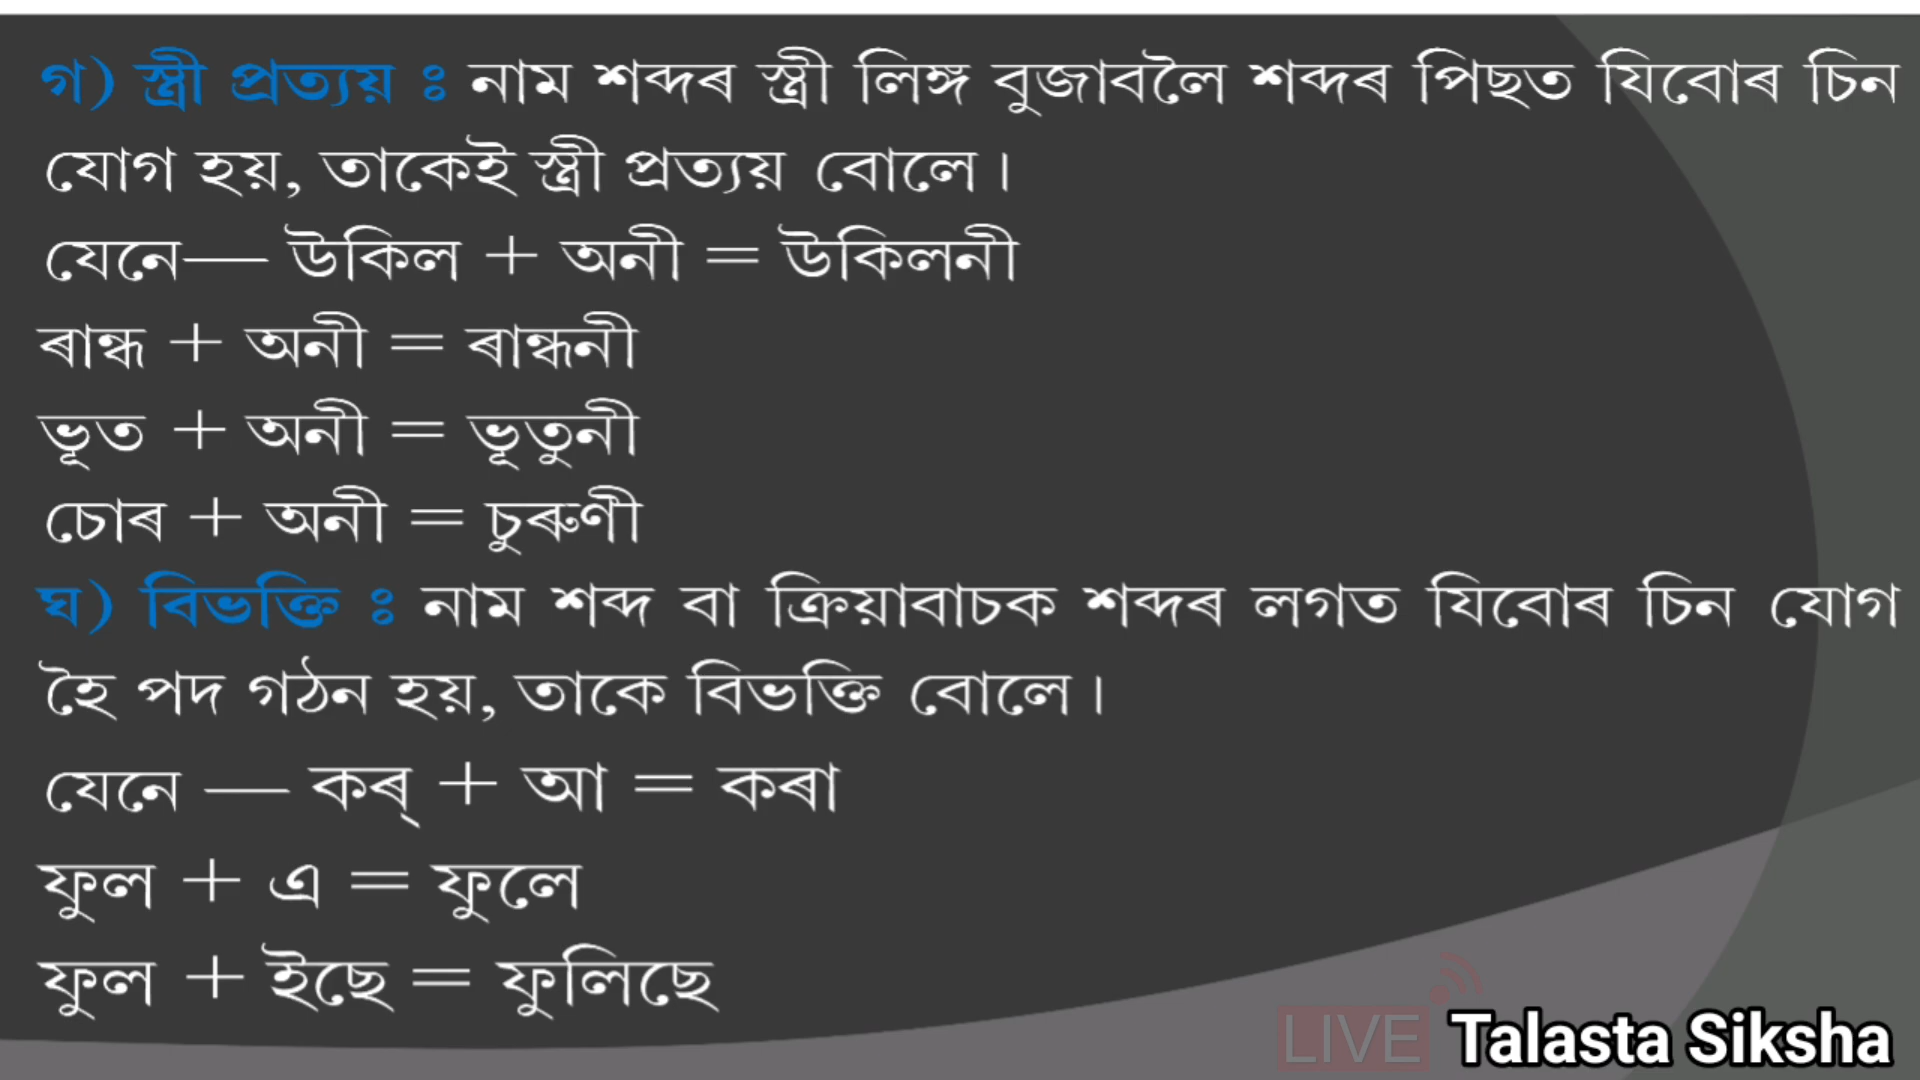 গ) স্ত্ৰী প্ৰত্যয় ঃ নাম শব্দৰ স্ত্ৰী লিঙ্গ বুজাবলৈ শব্দৰ পিছত যিবোৰ চিন
যোগ হয়, তাকেই স্ত্ৰী প্ৰত্যয় বোলে।
যেনে— উকিল + অনী = উকিলনী
ৰান্ধ + অনী = ৰান্ধনী
ভূত + অনী = ভূতুনী
চোৰ + অনী = চুৰুণী
ঘ) বিভক্তি ঃ নাম শব্দ বা ক্ৰিয়াবাচক শব্দৰ লগত যিবোৰ চিন যোগ
হৈ পদ গঠন হয়, তাকে বিভক্তি বোলে।
যেনে — কৰ্ + আ = কৰা
ফুল + এ = ফুলে
ফুল + ইছে = ফুলিছে
LIVE Talasta Siksha